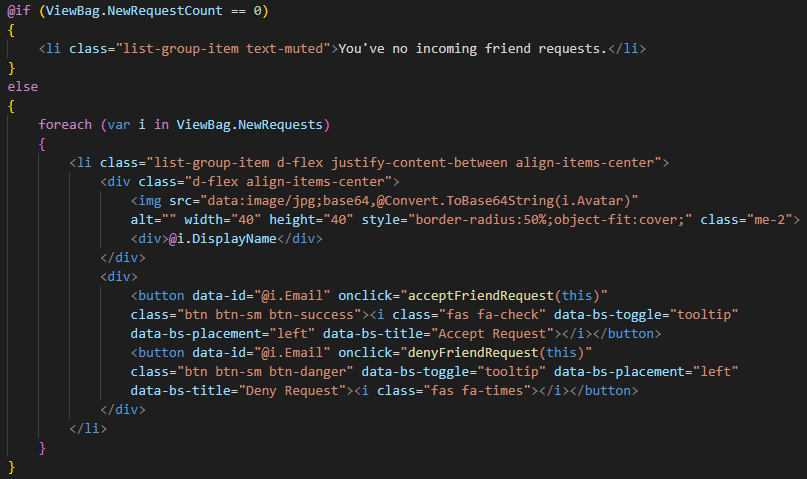 @if (ViewBag.NewRequestCount == 0)
{
<li class="list-group-item text-muted">You've no incoming friend requests.</li>
}
else
{
foreach (var i in ViewBag.NewRequests)
{
<li class="list-group-item d-flex justify-content-between align-items-center">
<div class="d-flex align-items-center">
<img src="data:image/jpg;base64,@Convert.ToBase64String(i.Avatar)"
alt="" width="40" height="40" style="border-radius:50%;object-fit:cover;" class="me-2">
<div>@i.DisplayName</div>
</div>
<div>
<button data-id="@i.Email" onclick="acceptFriendRequest(this)"
class="btn btn-sm btn-success"><i class="fas fa-check" data-bs-toggle="tooltip"
data-bs-placement="left" data-bs-title="Accept Request"></i></button>
<button data-id="@i.Email" onclick="denyFriendRequest(this)"
class="btn btn-sm btn-danger" data-bs-toggle="tooltip" data-bs-placement="left"
data-bs-title="Deny Request"><i class="fas fa-times"></i></button>
</div>
</li>
}
}